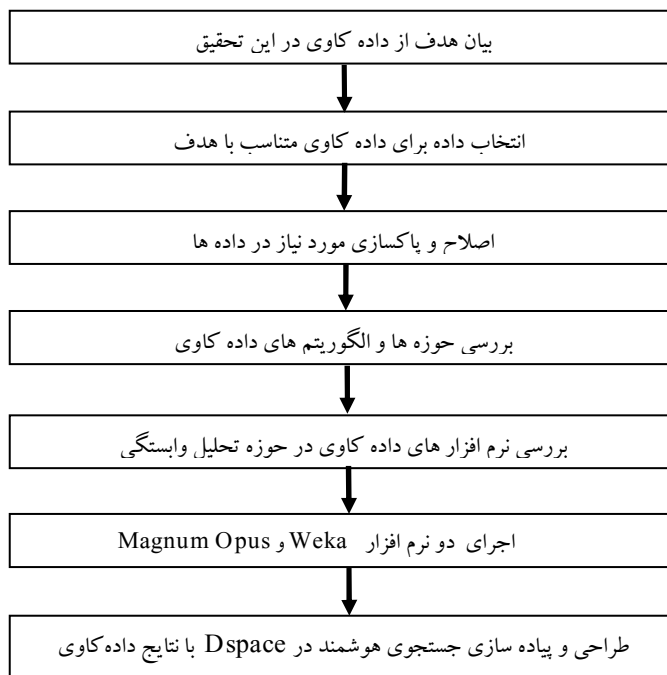 بیان هدف از داده کاوی در این تحقیق
انتخاب داده برای داده کاوی متناسب با هدف
اصلاح و پاکسازی مورد نیاز در داده ها
بررسی حوزه ها و الگوریتم های داده کاوی
بررسی نرم افزار های داده کاوی در حوزه تحلیل وابستگی
اجرای دو نرم افزار Weka و Magnum Opus
طراحی و پیاده سازی جستجوی هوشمند در Dspace با نتایج داده کاوی